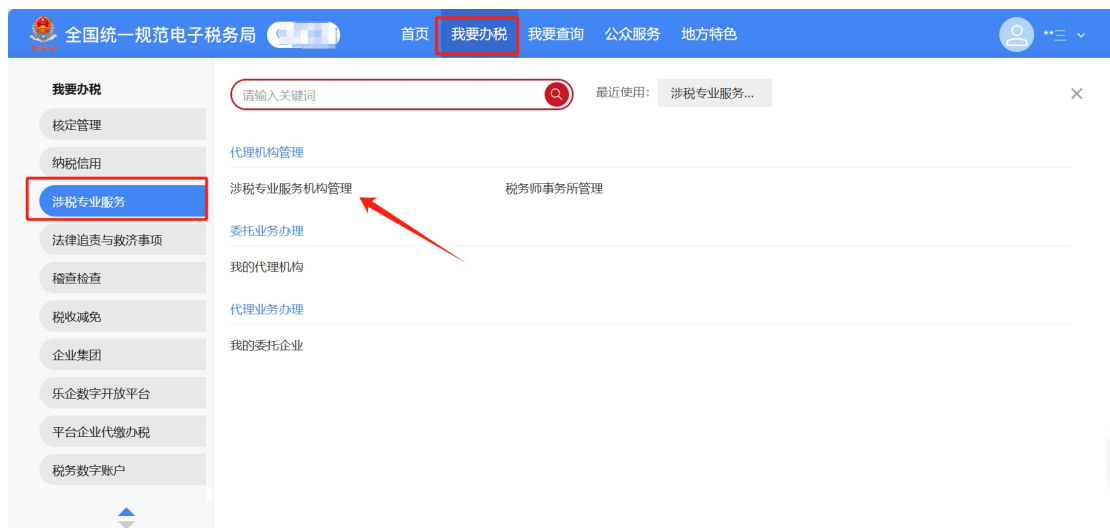 全国统一规范电子税务局 首页 我要办税 我要查询 公众服务 地方特色 **三
我要办税
核定管理
纳税信用
涉税专业服务
法律追责与救济事项
稽查检查
税收减免
企业集团
乐企数字开放平台
平台企业代缴办税
税务数字账户
请输入关键词 最近使用： 涉税专业服务...
代理机构管理
涉税专业服务机构管理 税务师事务所管理
委托业务办理
我的代理机构
代理业务办理
我的委托企业